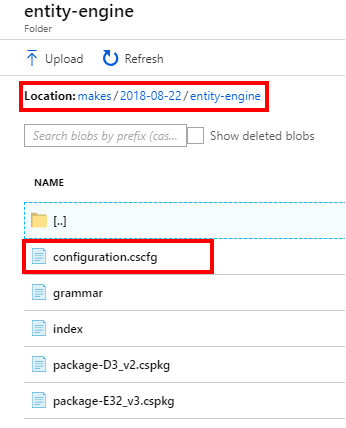 entity-engine
Folder
Upload Refresh
Location: makes / 2018-08-22 / entity-engine
Search blobs by prefix (cas... Show deleted blobs
NAME
[..]
configuration.cscfg
grammar
index
package-D3_v2.cspkg
package-E32_v3.cspkg